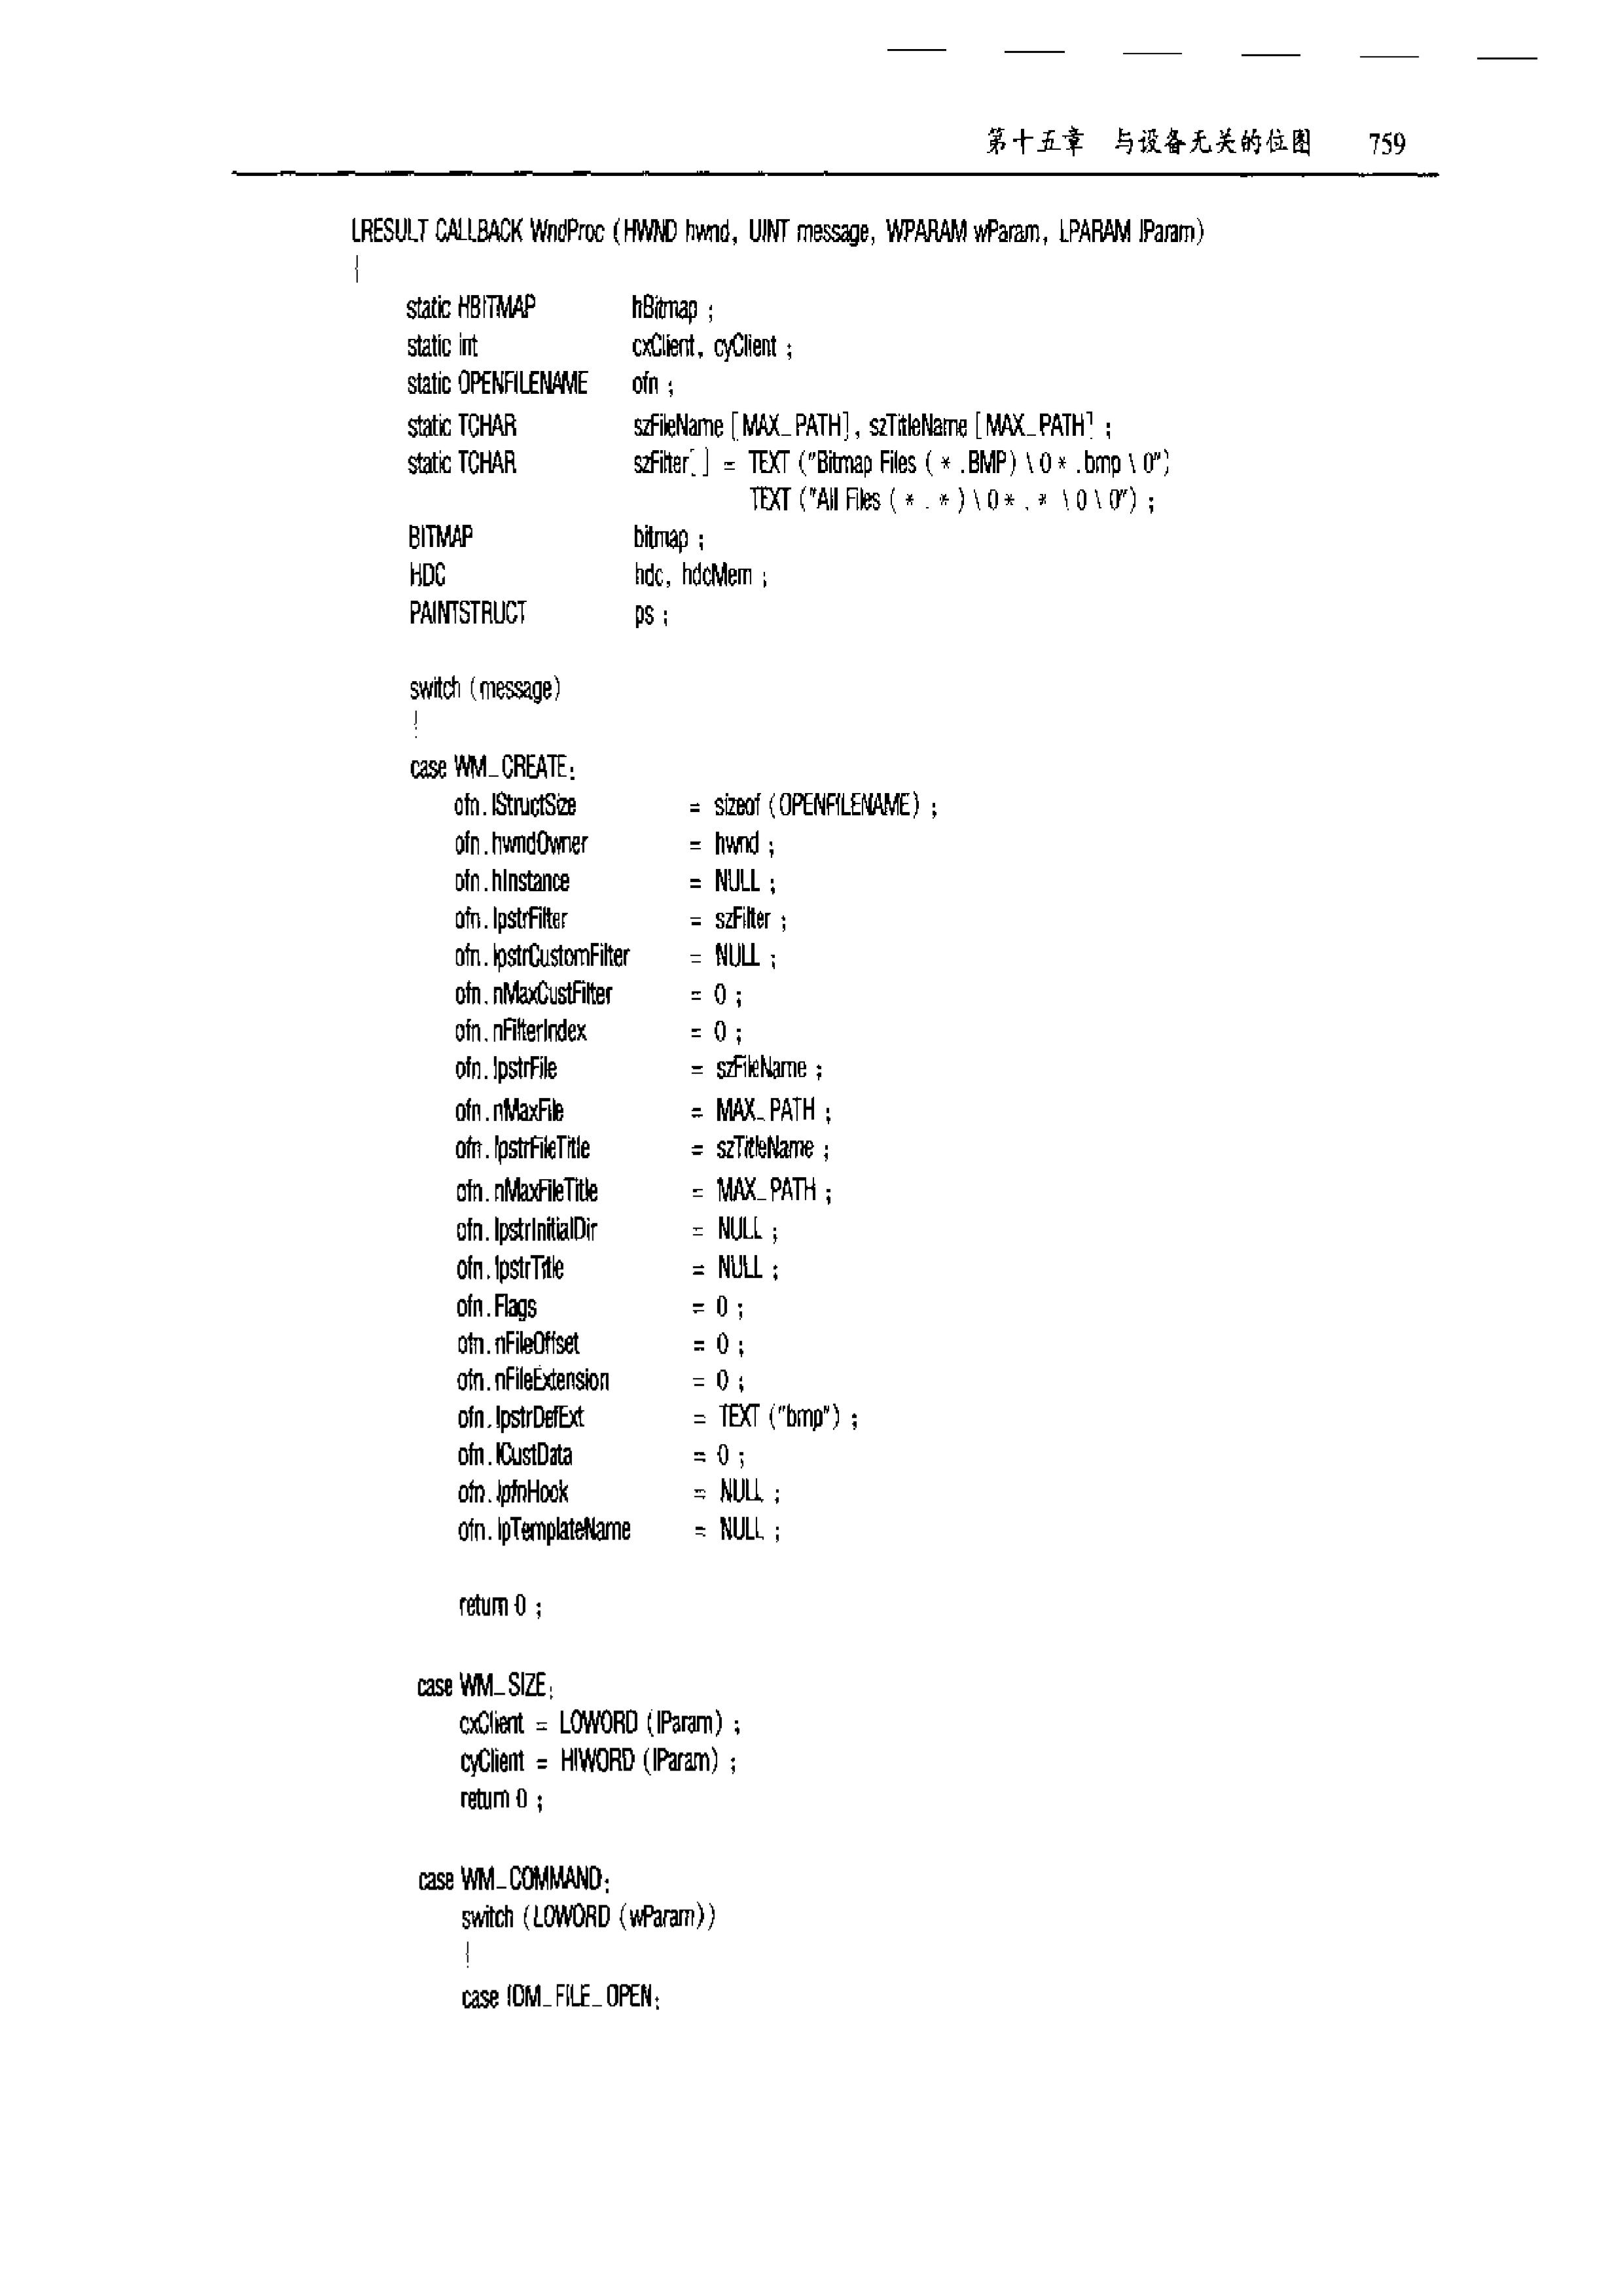 第十五章 与设备无关的位图 759
LRESULT CALLBACK WndProc (HWND hwnd, UINT message, WPARAM wParam, LPARAM lParam)
{
static HBITMAP hBitmap ;
static int cxClient, cyClient ;
static OPENFILENAME ofn ;
static TCHAR szFileName [MAX_PATH], szTitleName [MAX_PATH] ;
static TCHAR szFilter[] = TEXT ("Bitmap Files (*.BMP)\0*.bmp\0")
TEXT ("All Files (*.*)\0*.*\0\0") ;
BITMAP bitmap ;
HDC hdc, hdcMem ;
PAINTSTRUCT ps ;
switch (message)
{
case WM_CREATE:
ofn.lStructSize = sizeof (OPENFILENAME) ;
ofn.hwndOwner = hwnd ;
ofn.hInstance = NULL ;
ofn.lpstrFilter = szFilter ;
ofn.lpstrCustomFilter = NULL ;
ofn.nMaxCustFilter = 0 ;
ofn.nFilterIndex = 0 ;
ofn.lpstrFile = szFileName ;
ofn.nMaxFile = MAX_PATH ;
ofn.lpstrFileTitle = szTitleName ;
ofn.nMaxFileTitle = MAX_PATH ;
ofn.lpstrInitialDir = NULL ;
ofn.lpstrTitle = NULL ;
ofn.Flags = 0 ;
ofn.nFileOffset = 0 ;
ofn.nFileExtension = 0 ;
ofn.lpstrDefExt = TEXT ("bmp") ;
ofn.lCustData = 0 ;
ofn.lpfnHook = NULL ;
ofn.lpTemplateName = NULL ;
return 0 ;
case WM_SIZE:
cxClient = LOWORD (lParam) ;
cyClient = HIWORD (lParam) ;
return 0 ;
case WM_COMMAND:
switch (LOWORD (wParam))
{
case IDM_FILE_OPEN: